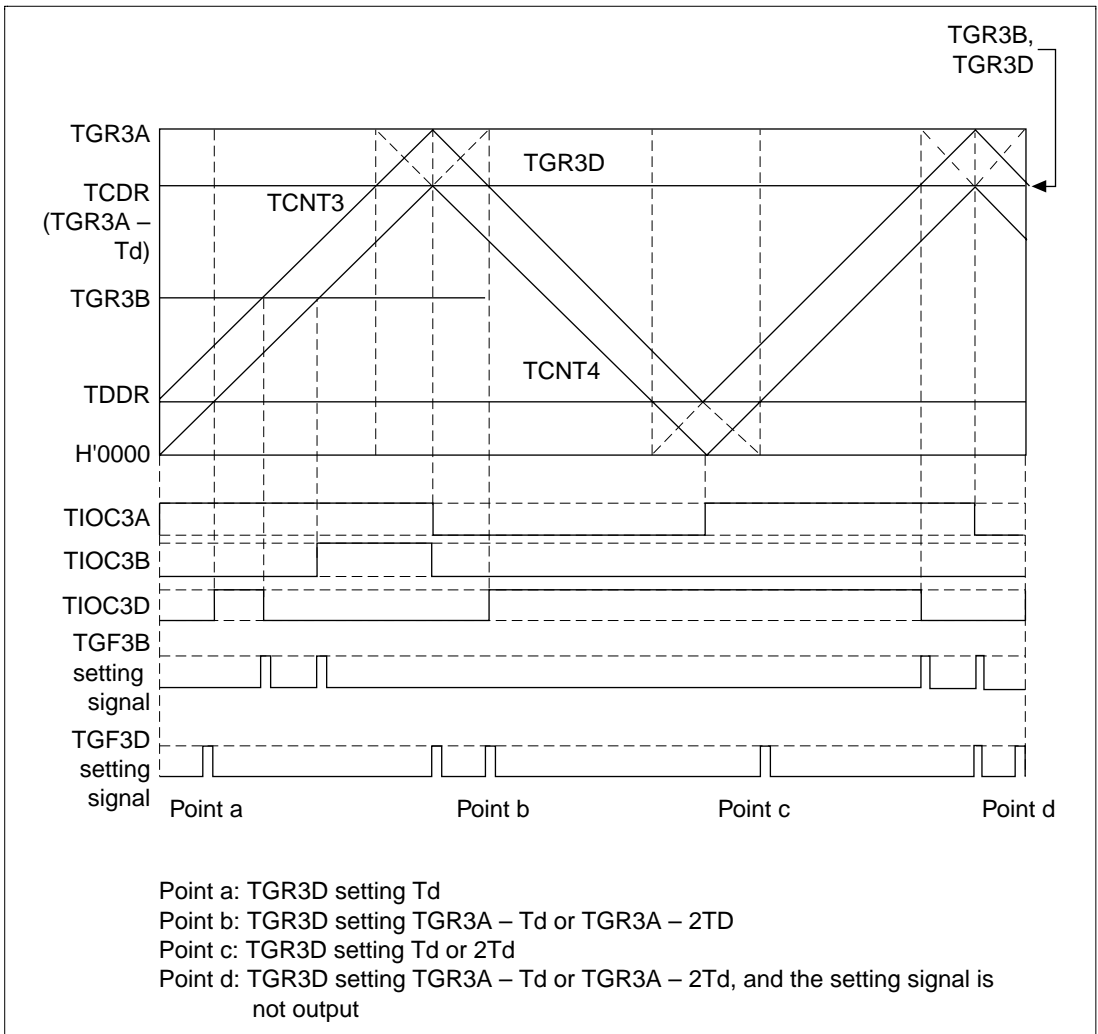 TGR3B,
TGR3D
TGR3A
TGR3D
TCDR
(TGR3A –
Td)
TCNT3
TGR3B
TCNT4
TDDR
H'0000
TIOC3A
TIOC3B
TIOC3D
TGF3B
setting
signal
TGF3D
setting
signal
Point a
Point b
Point c
Point d
Point a: TGR3D setting Td
Point b: TGR3D setting TGR3A – Td or TGR3A – 2TD
Point c: TGR3D setting Td or 2Td
Point d: TGR3D setting TGR3A – Td or TGR3A – 2Td, and the setting signal is
not output